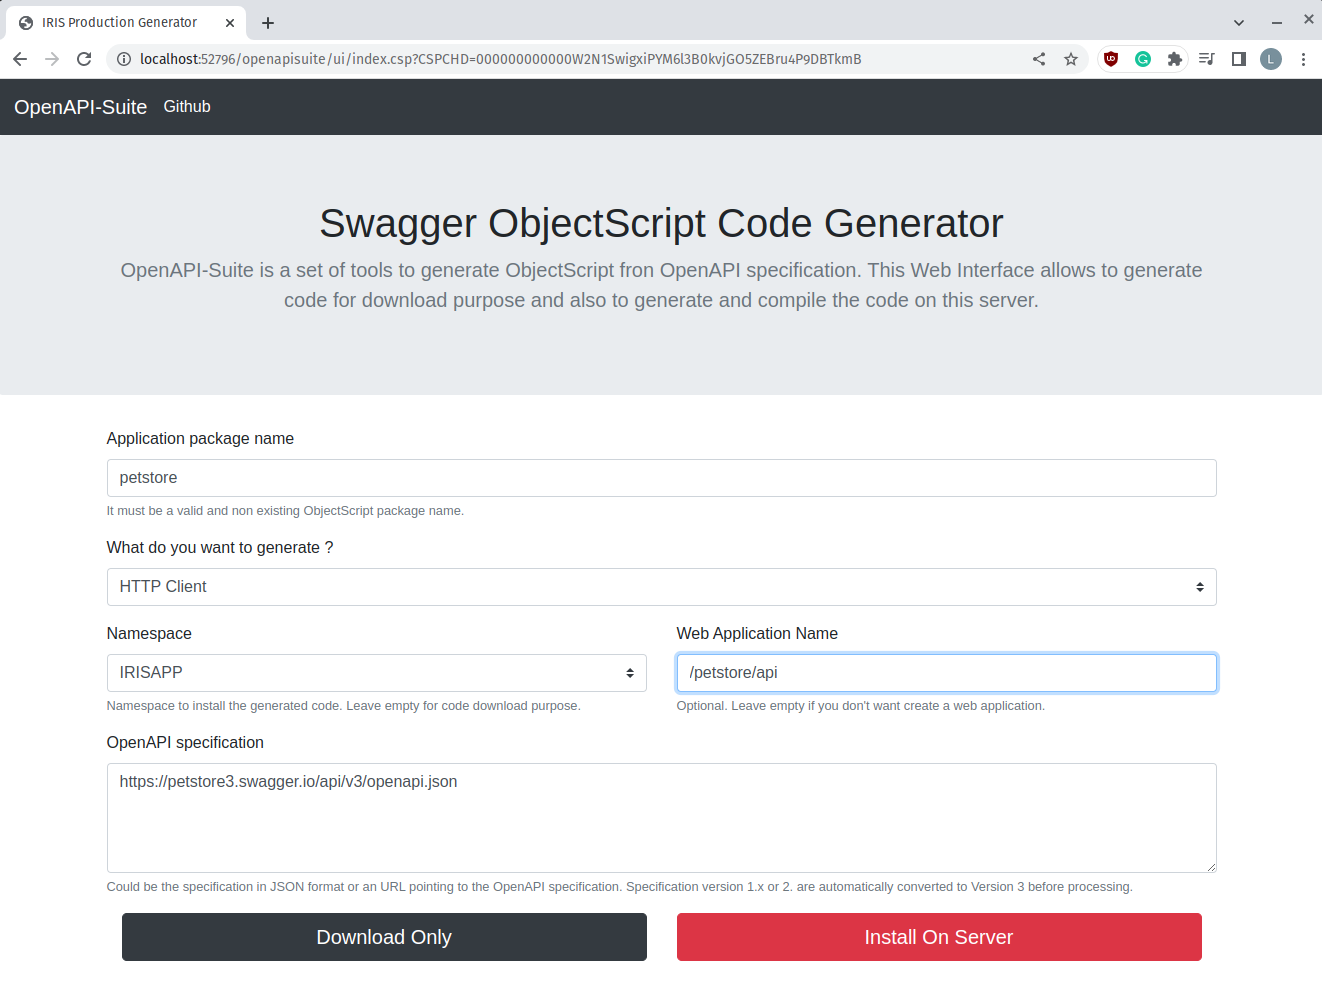 IRIS Production Generator
localhost:52796/openapisuite/ui/index.csp?CSPCHD=000000000000W2N1SwigxiPYM6l3B0kvjGO5ZEBru4P9DBTkmB
L
OpenAPI-Suite Github
Swagger ObjectScript Code Generator
OpenAPI-Suite is a set of tools to generate ObjectScript fron OpenAPI specification. This Web Interface allows to generate
code for download purpose and also to generate and compile the code on this server.
Application package name
petstore
It must be a valid and non existing ObjectScript package name.
What do you want to generate ?
HTTP Client
Namespace
IRISAPP
Namespace to install the generated code. Leave empty for code download purpose.
Web Application Name
/petstore/api
Optional. Leave empty if you don't want create a web application.
OpenAPI specification
https://petstore3.swagger.io/api/v3/openapi.json
Could be the specification in JSON format or an URL pointing to the OpenAPI specification. Specification version 1.x or 2. are automatically converted to Version 3 before processing.
Download Only
Install On Server